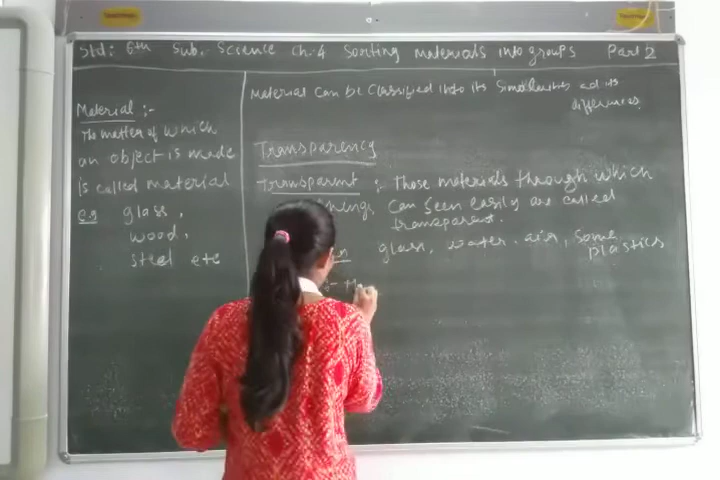 Std: 6th Sub. Science Ch.4 Sorting materials into groups Part 2
Material :-
The matter of which
an object is made
is called material
eg glass,
wood,
steel etc
Material Can be Classified into its Similarities ad its
differences.
Transparency
Transparent :- Those materials through which
things Can Seen easily are called
transparent.
glass, water. air, Some
plastics